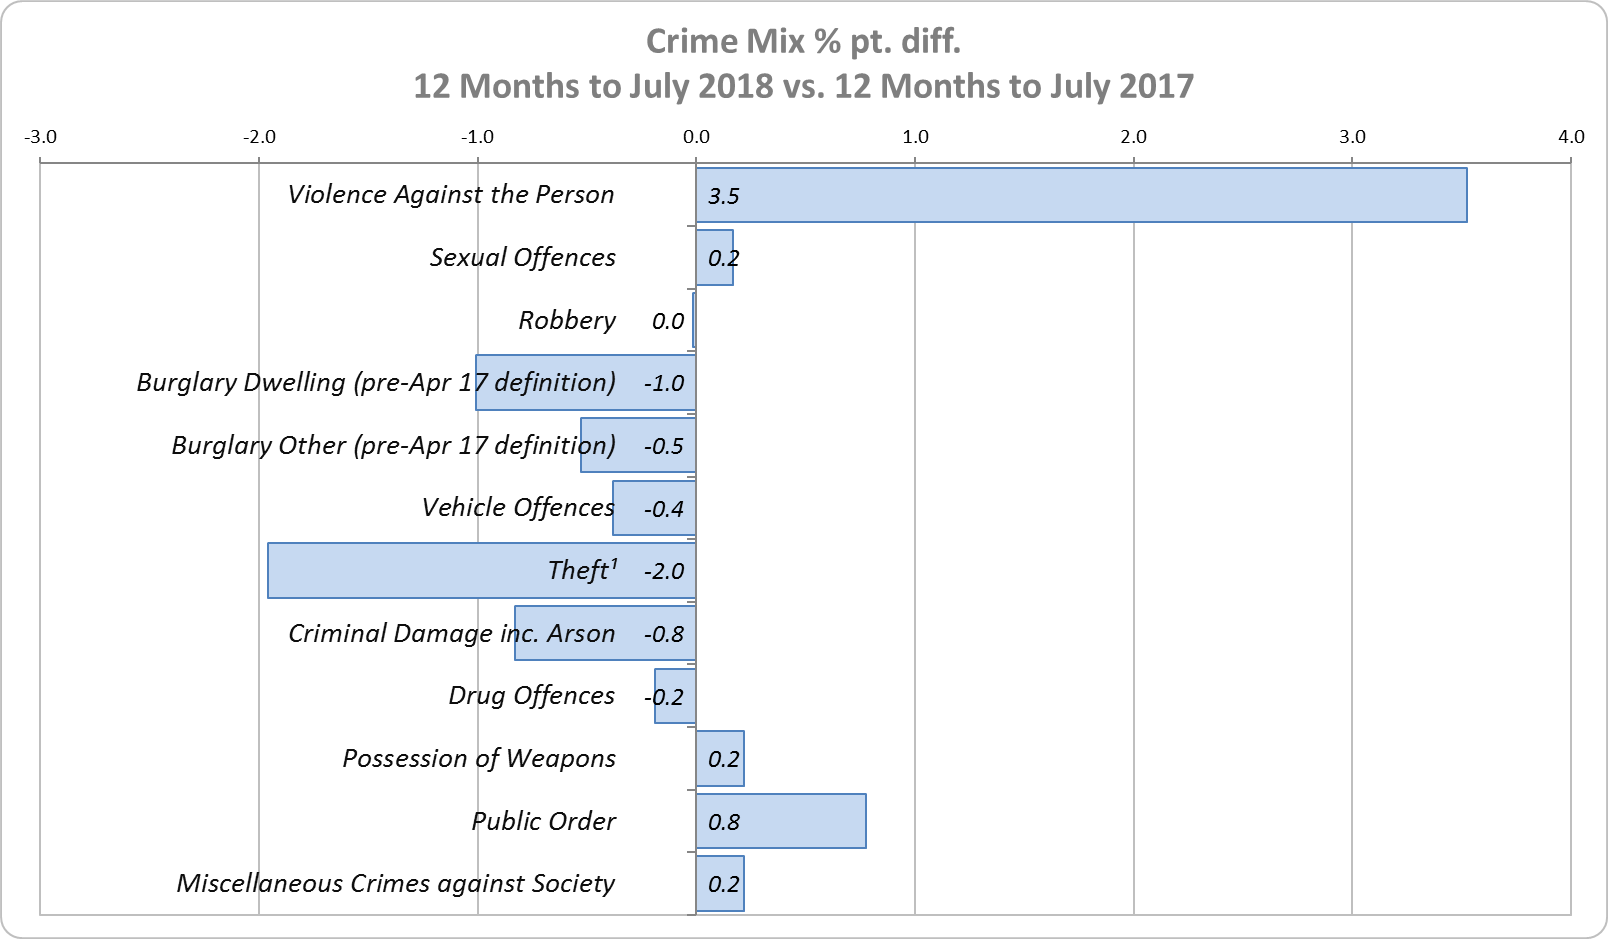 Crime Mix % pt. diff.
12 Months to July 2018 vs. 12 Months to July 2017
-3.0 -2.0 -1.0 0.0 1.0 2.0 3.0 4.0
Violence Against the Person 3.5
Sexual Offences 0.2
Robbery 0.0
Burglary Dwelling (pre-Apr 17 definition) -1.0
Burglary Other (pre-Apr 17 definition) -0.5
Vehicle Offences -0.4
Theft¹ -2.0
Criminal Damage inc. Arson -0.8
Drug Offences -0.2
Possession of Weapons 0.2
Public Order 0.8
Miscellaneous Crimes against Society 0.2